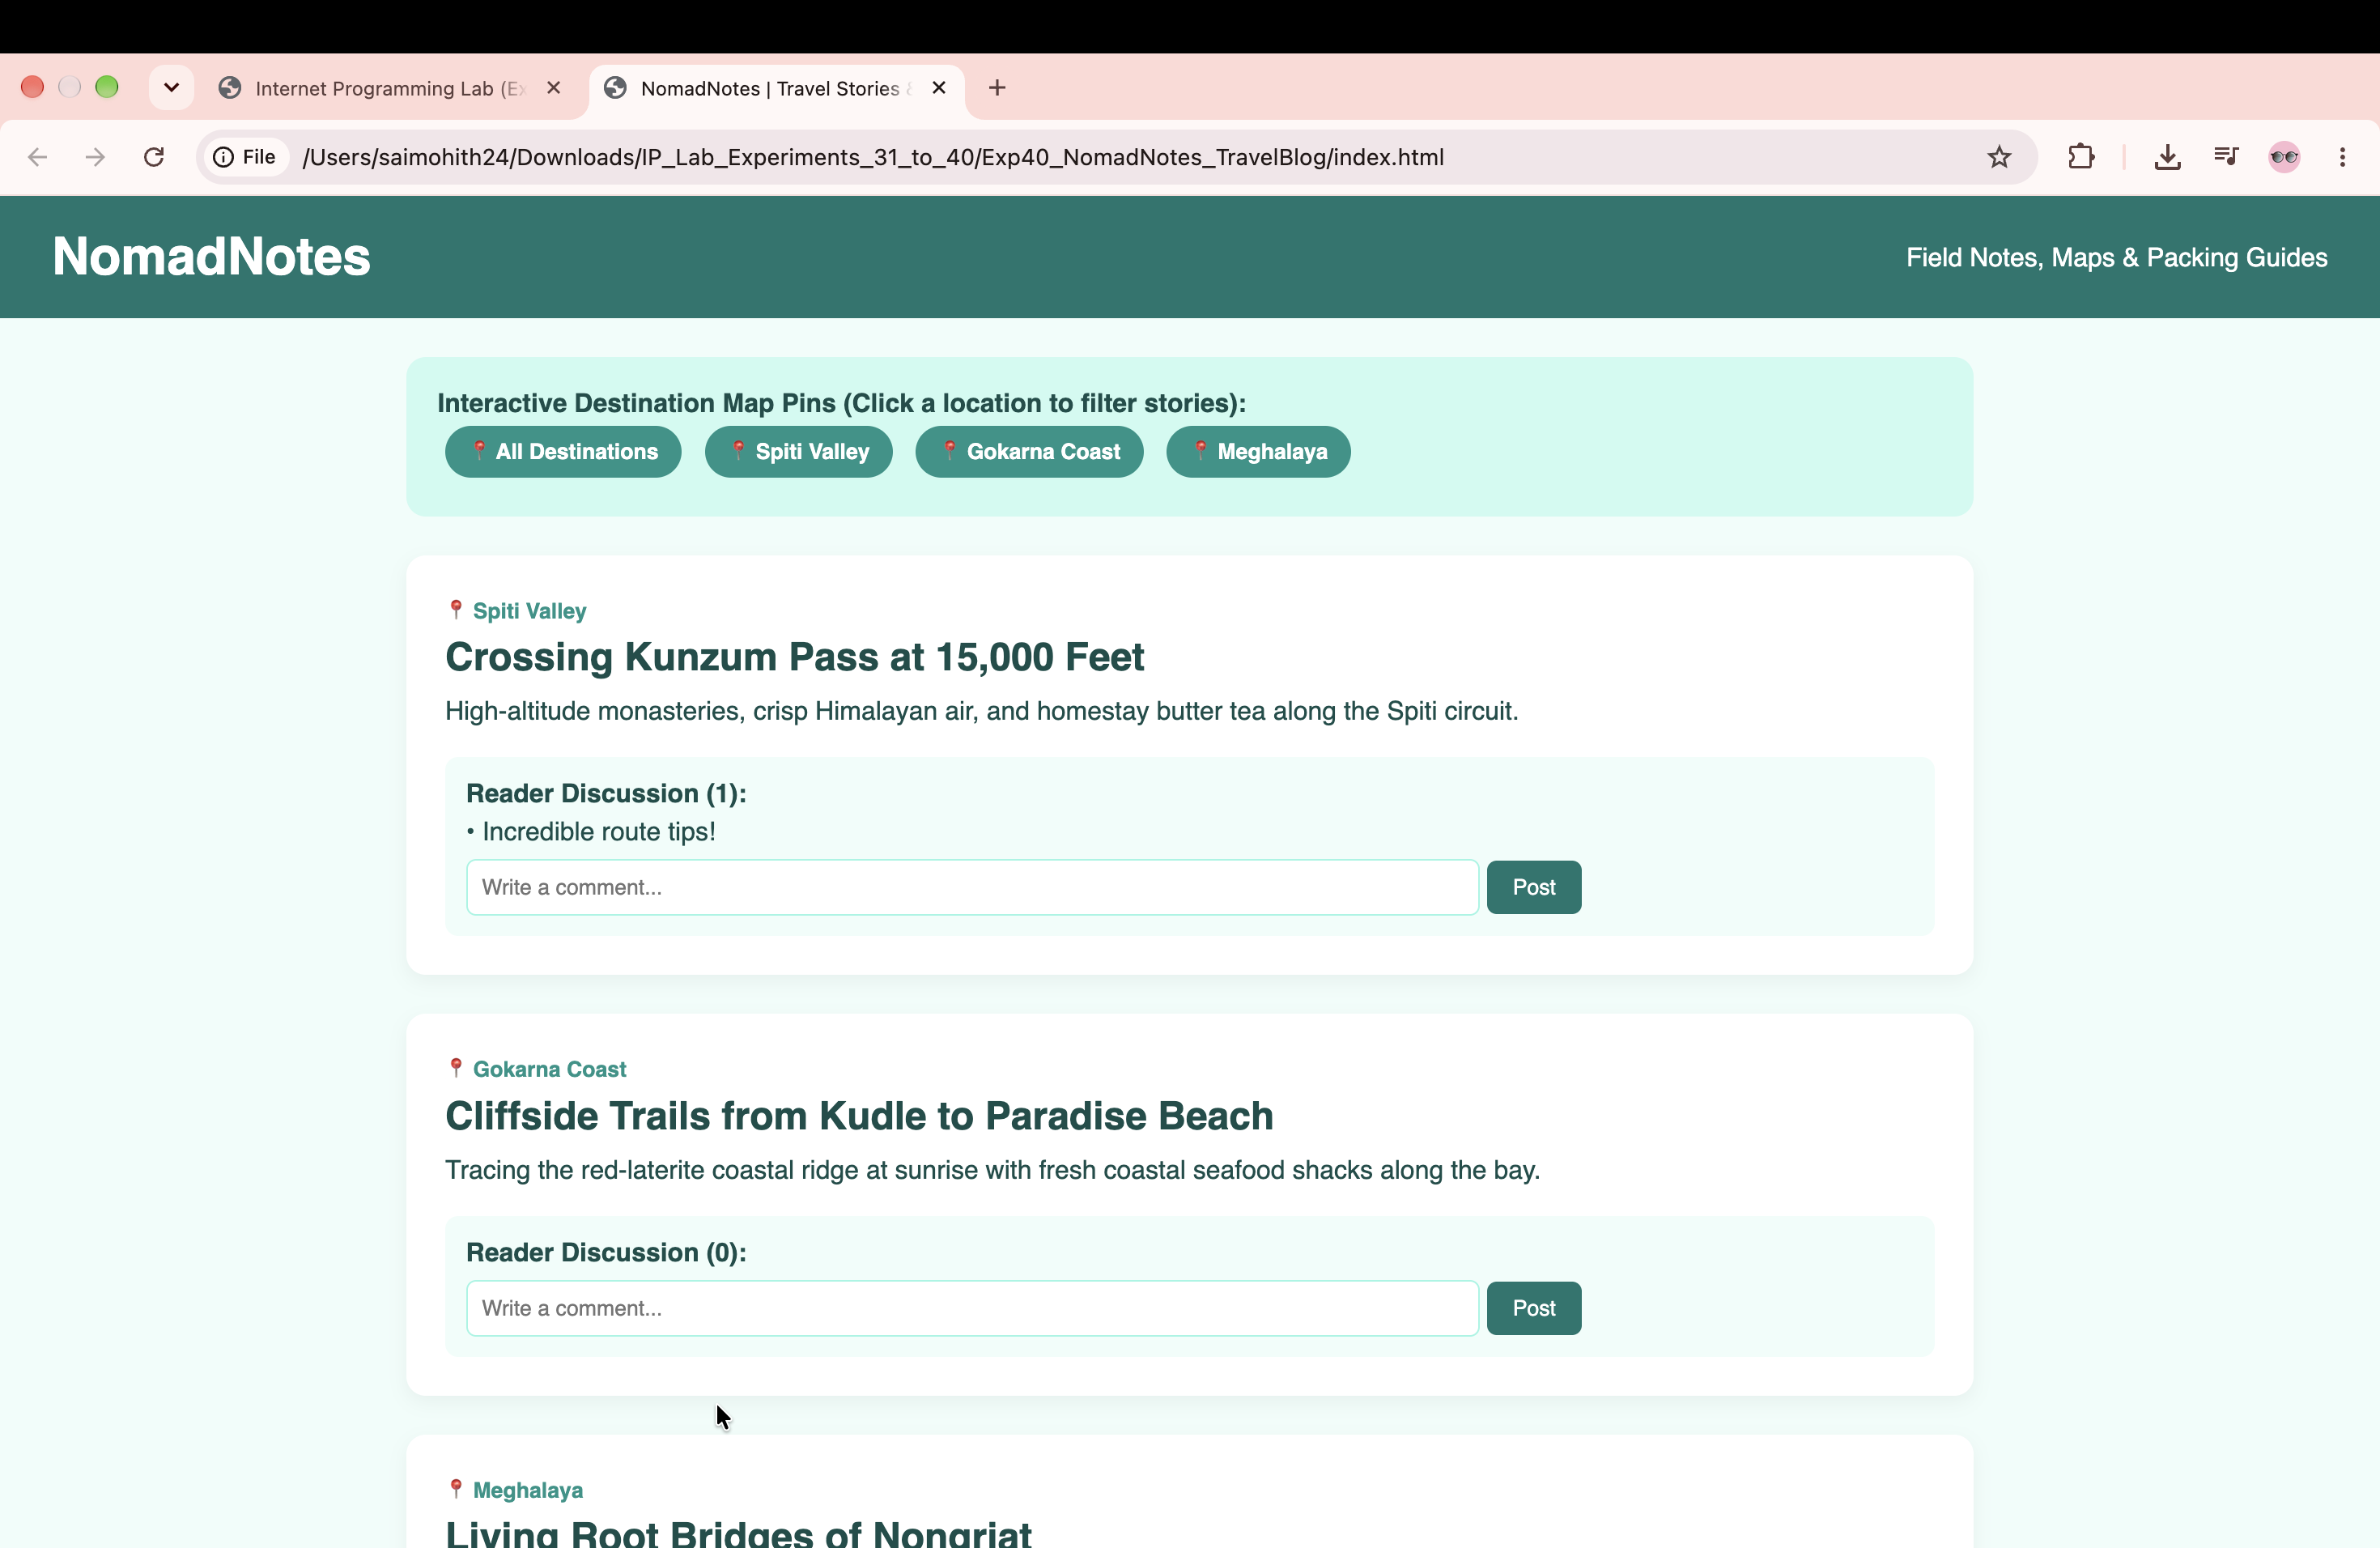 Internet Programming Lab (Ex
NomadNotes | Travel Stories &
File
/Users/saimohith24/Downloads/IP_Lab_Experiments_31_to_40/Exp40_NomadNotes_TravelBlog/index.html
NomadNotes
Field Notes, Maps & Packing Guides
Interactive Destination Map Pins (Click a location to filter stories):
📍 All Destinations
📍 Spiti Valley
📍 Gokarna Coast
📍 Meghalaya
📍 Spiti Valley
Crossing Kunzum Pass at 15,000 Feet
High-altitude monasteries, crisp Himalayan air, and homestay butter tea along the Spiti circuit.
Reader Discussion (1):
• Incredible route tips!
Write a comment...
Post
📍 Gokarna Coast
Cliffside Trails from Kudle to Paradise Beach
Tracing the red-laterite coastal ridge at sunrise with fresh coastal seafood shacks along the bay.
Reader Discussion (0):
Write a comment...
Post
📍 Meghalaya
Living Root Bridges of Nongriat